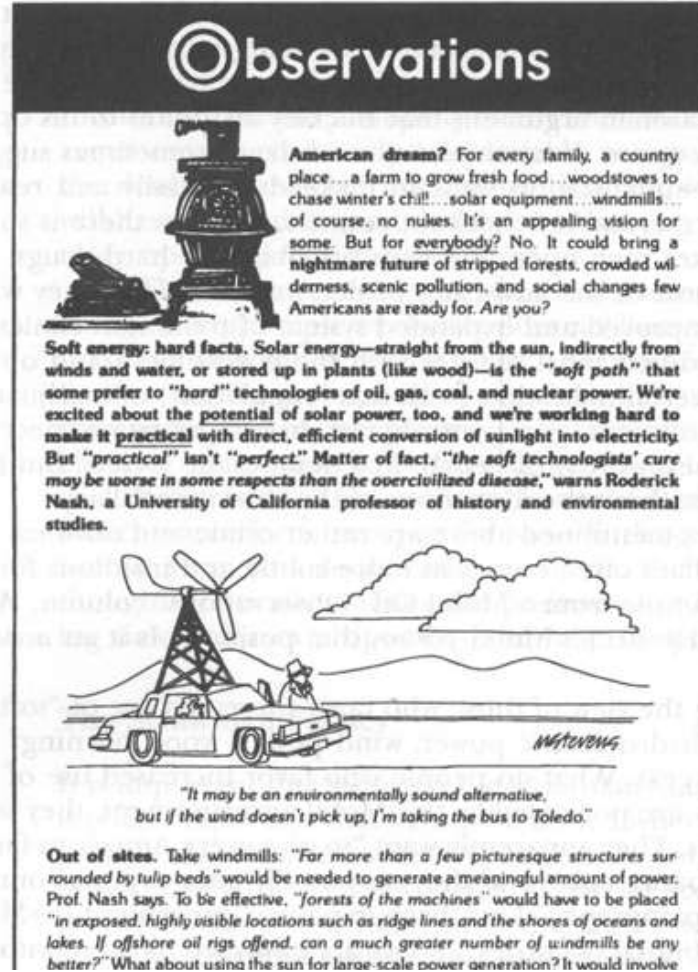 Observations
American dream? For every family, a country
place...a farm to grow fresh food...woodstoves to
chase winter's chill!...solar equipment...windmills...
of course, no nukes. It's an appealing vision for
some. But for everybody? No. It could bring a
nightmare future of stripped forests, crowded wil
derness, scenic pollution, and social changes few
Americans are ready for. Are you?
Soft energy: hard facts. Solar energy—straight from the sun, indirectly from
winds and water, or stored up in plants (like wood)—is the "soft path" that
some prefer to "hard" technologies of oil, gas, coal, and nuclear power. We're
excited about the potential of solar power, too, and we're working hard to
make it practical with direct, efficient conversion of sunlight into electricity.
But "practical" isn't "perfect." Matter of fact, "the soft technologists' cure
may be worse in some respects than the overcivilized disease," warns Roderick
Nash, a University of California professor of history and environmental
studies.
"It may be an environmentally sound alternative,
but if the wind doesn't pick up, I'm taking the bus to Toledo."
Out of sites. Take windmills: "Far more than a few picturesque structures sur
rounded by tulip beds" would be needed to generate a meaningful amount of power,
Prof. Nash says. To be effective, "forests of the machines" would have to be placed
"in exposed, highly visible locations such as ridge lines and the shores of oceans and
lakes. If offshore oil rigs offend, can a much greater number of windmills be any
better?" What about using the sun for large-scale power generation? It would involve